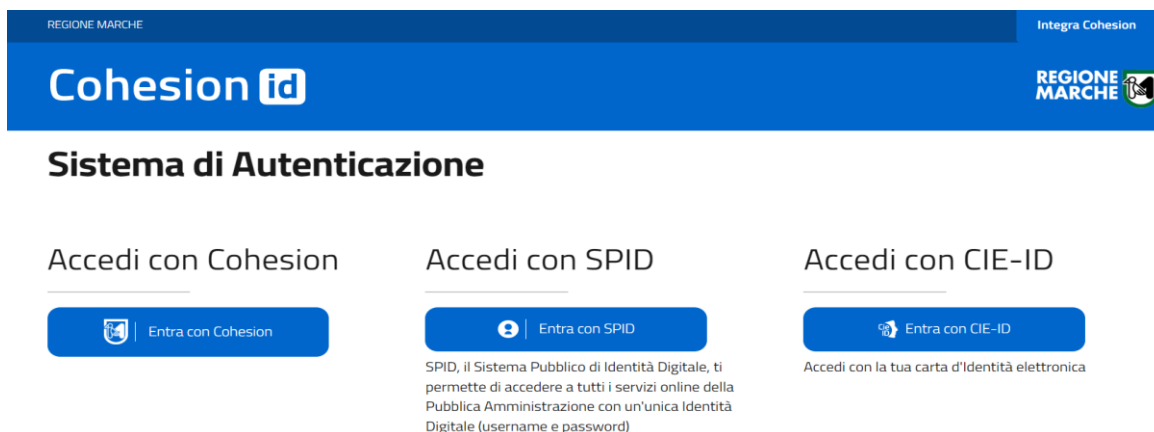 REGIONE MARCHE
Integra Cohesion
Cohesion id
REGIONE
MARCHE
Sistema di Autenticazione
Accedi con Cohesion
Entra con Cohesion
Accedi con SPID
Entra con SPID
SPID, il Sistema Pubblico di Identità Digitale, ti
permette di accedere a tutti i servizi online della
Pubblica Amministrazione con un'unica Identità
Digitale (username e password)
Accedi con CIE-ID
Entra con CIE-ID
Accedi con la tua carta d'Identità elettronica